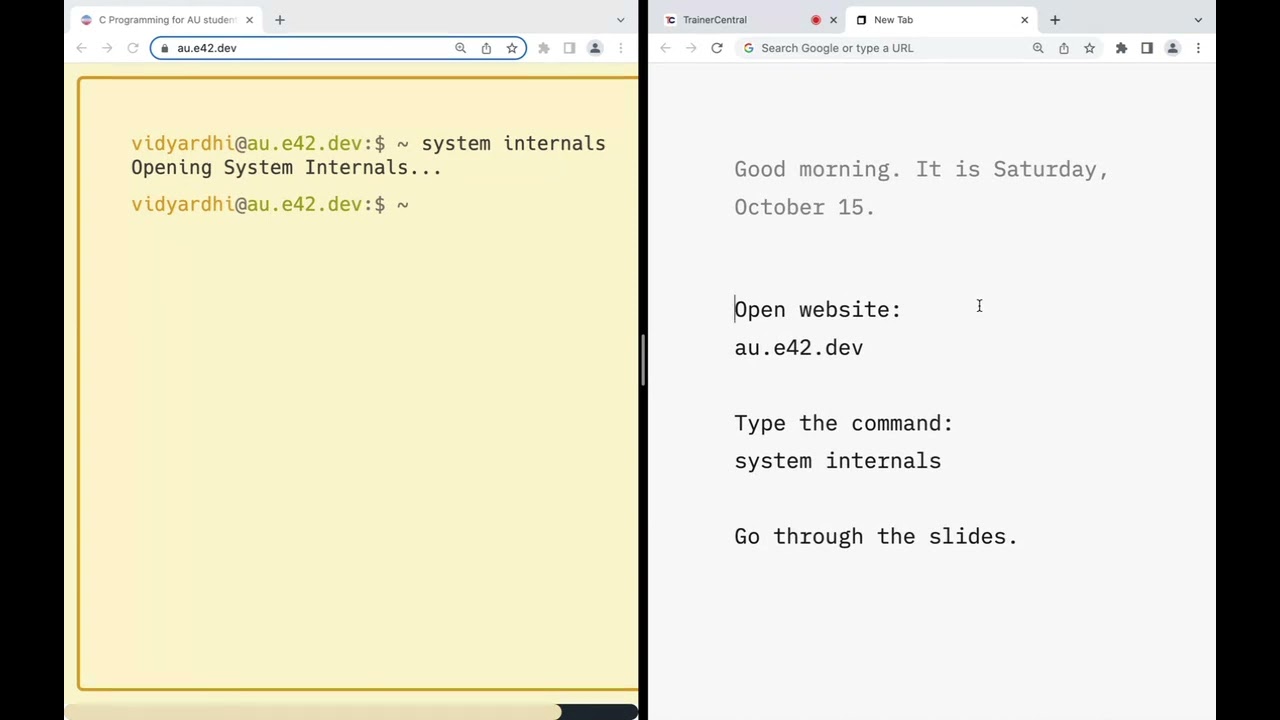 C Programming for AU student
au.e42.dev
vidyardhi@au.e42.dev:$ ~ system internals
Opening System Internals...
vidyardhi@au.e42.dev:$ ~
TrainerCentral
New Tab
Search Google or type a URL
Good morning. It is Saturday,
October 15.
Open website:
au.e42.dev
Type the command:
system internals
Go through the slides.